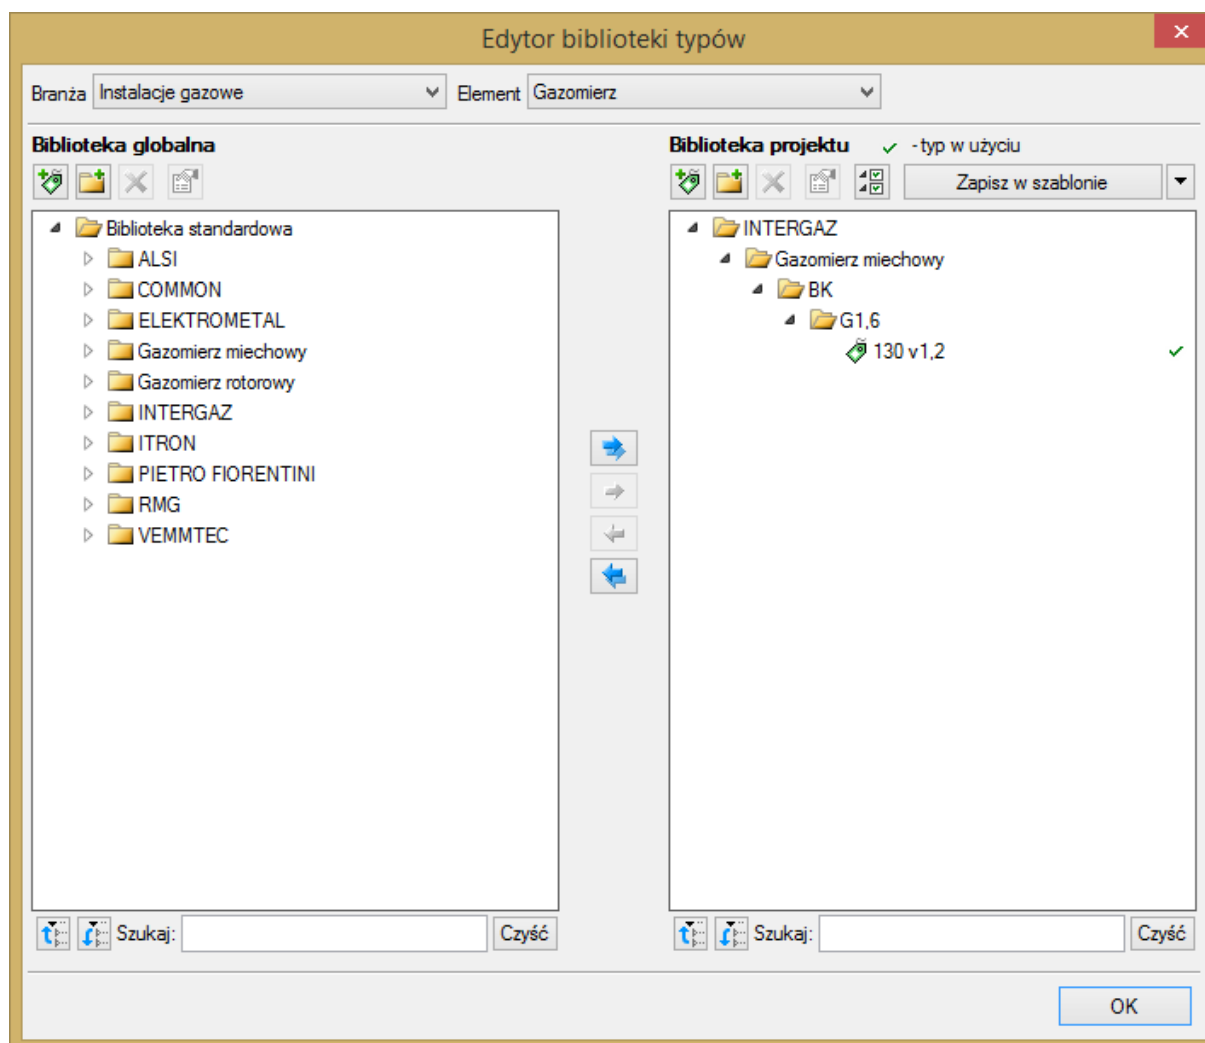 Edytor biblioteki typów
Branża Instalacje gazowe Element Gazomierz
Biblioteka globalna
Biblioteka standardowa
ALSI
COMMON
ELEKTROMETAL
Gazomierz miechowy
Gazomierz rotorowy
INTERGAZ
ITRON
PIETRO FIORENTINI
RMG
VEMMTEC
Szukaj: Czyść
Biblioteka projektu - typ w użyciu
Zapisz w szablonie
INTERGAZ
Gazomierz miechowy
BK
G1,6
130 v1,2
Szukaj: Czyść
OK